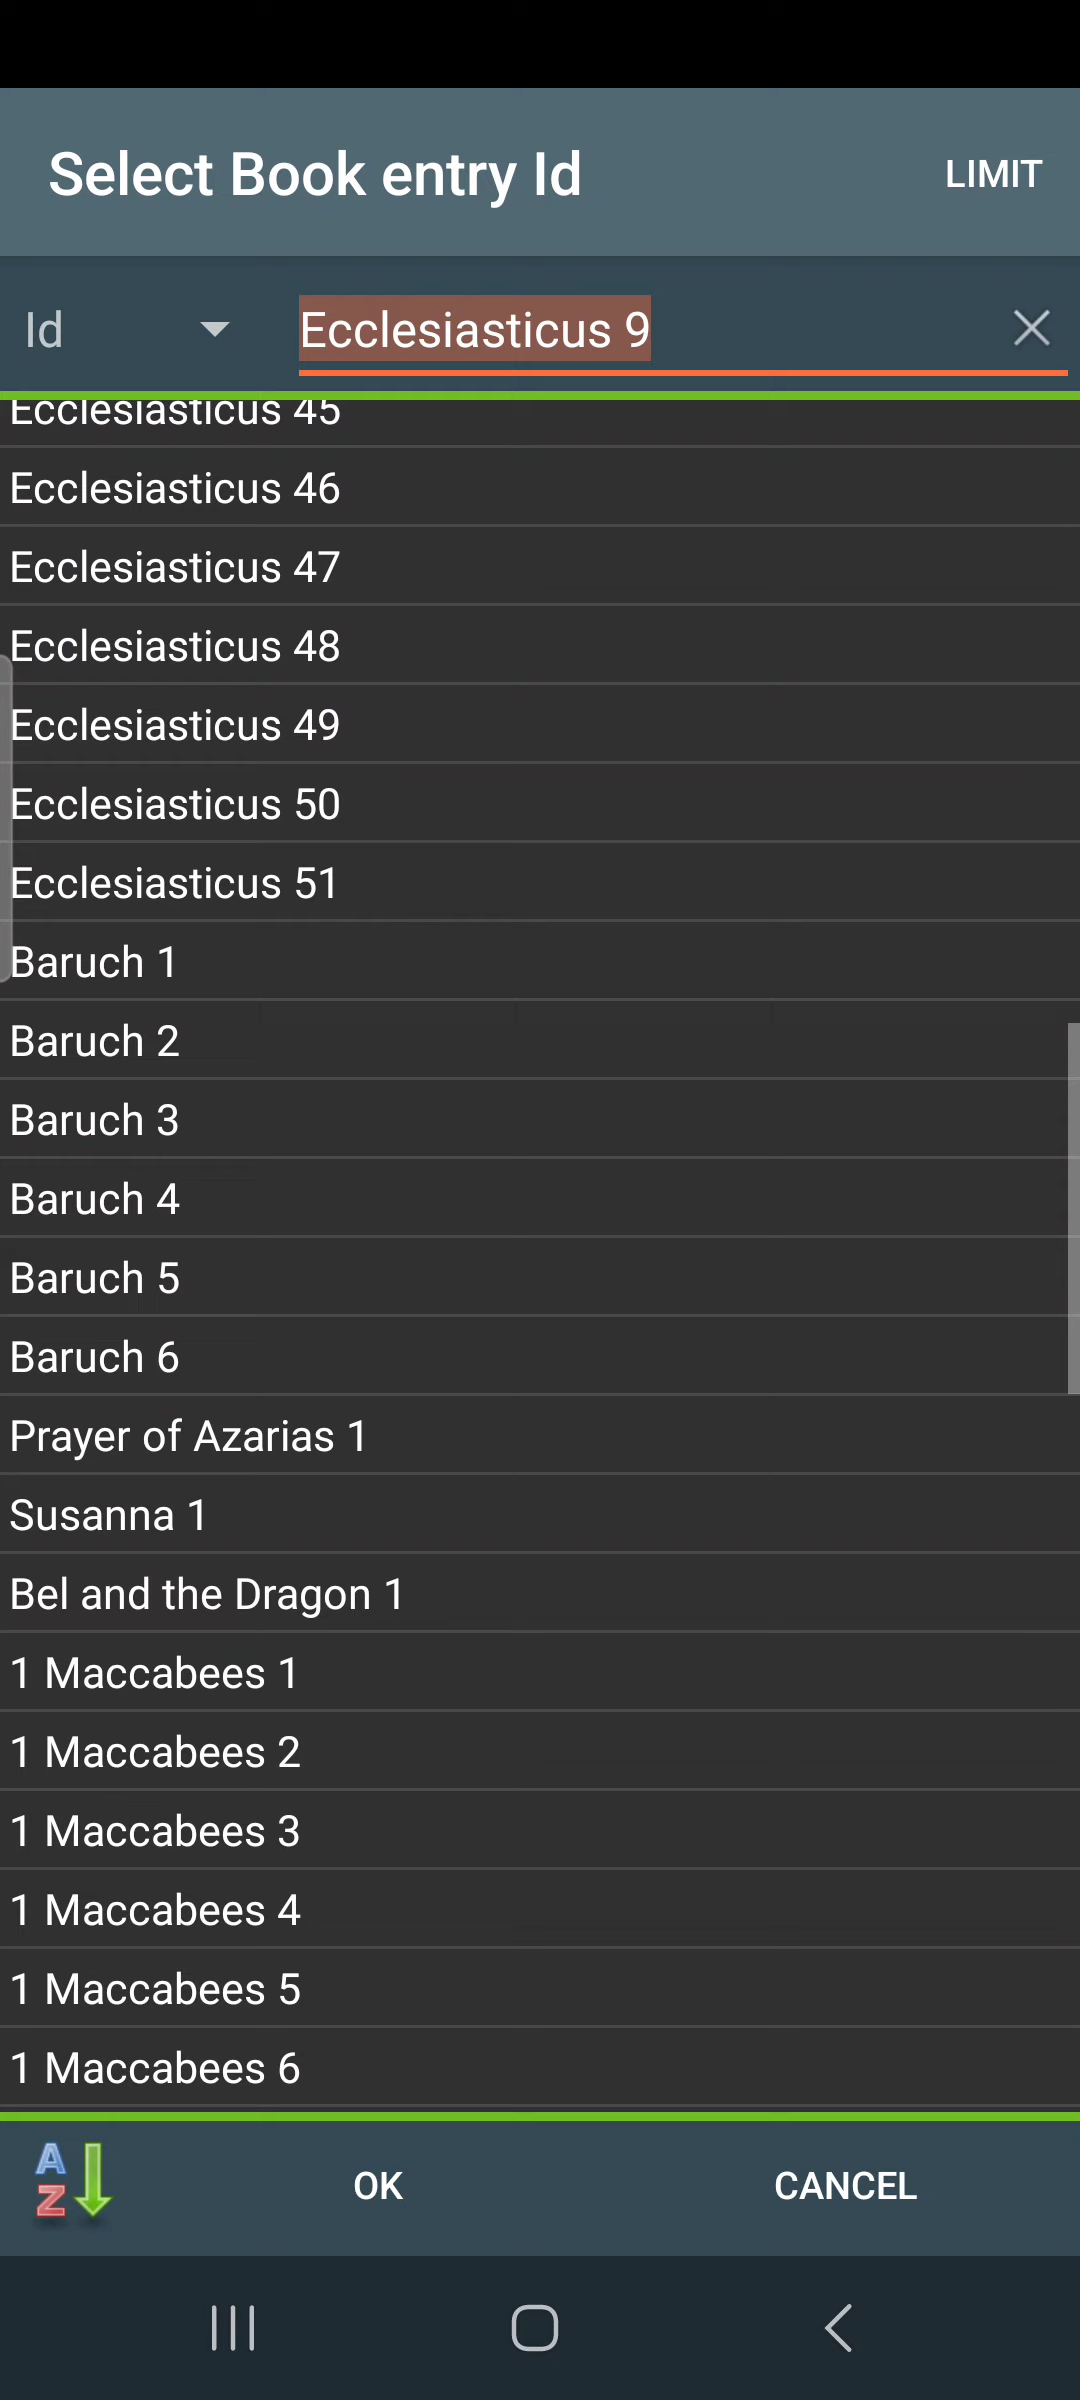 Select Book entry Id
LIMIT
Id
Ecclesiasticus 9
Ecclesiasticus 45
Ecclesiasticus 46
Ecclesiasticus 47
Ecclesiasticus 48
Ecclesiasticus 49
Ecclesiasticus 50
Ecclesiasticus 51
Baruch 1
Baruch 2
Baruch 3
Baruch 4
Baruch 5
Baruch 6
Prayer of Azarias 1
Susanna 1
Bel and the Dragon 1
1 Maccabees 1
1 Maccabees 2
1 Maccabees 3
1 Maccabees 4
1 Maccabees 5
1 Maccabees 6
A
Z
OK
CANCEL